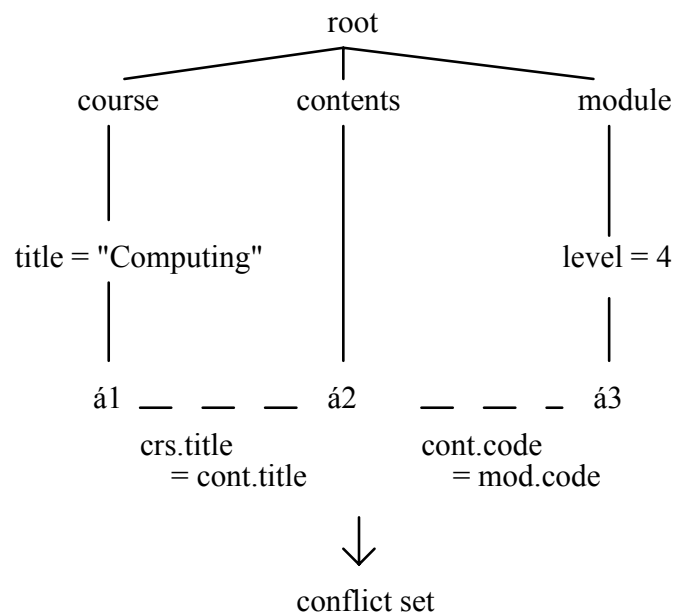 root
course contents module
title = "Computing" level = 4
á1 á2 á3
crs.title cont.code
= cont.title = mod.code
conflict set